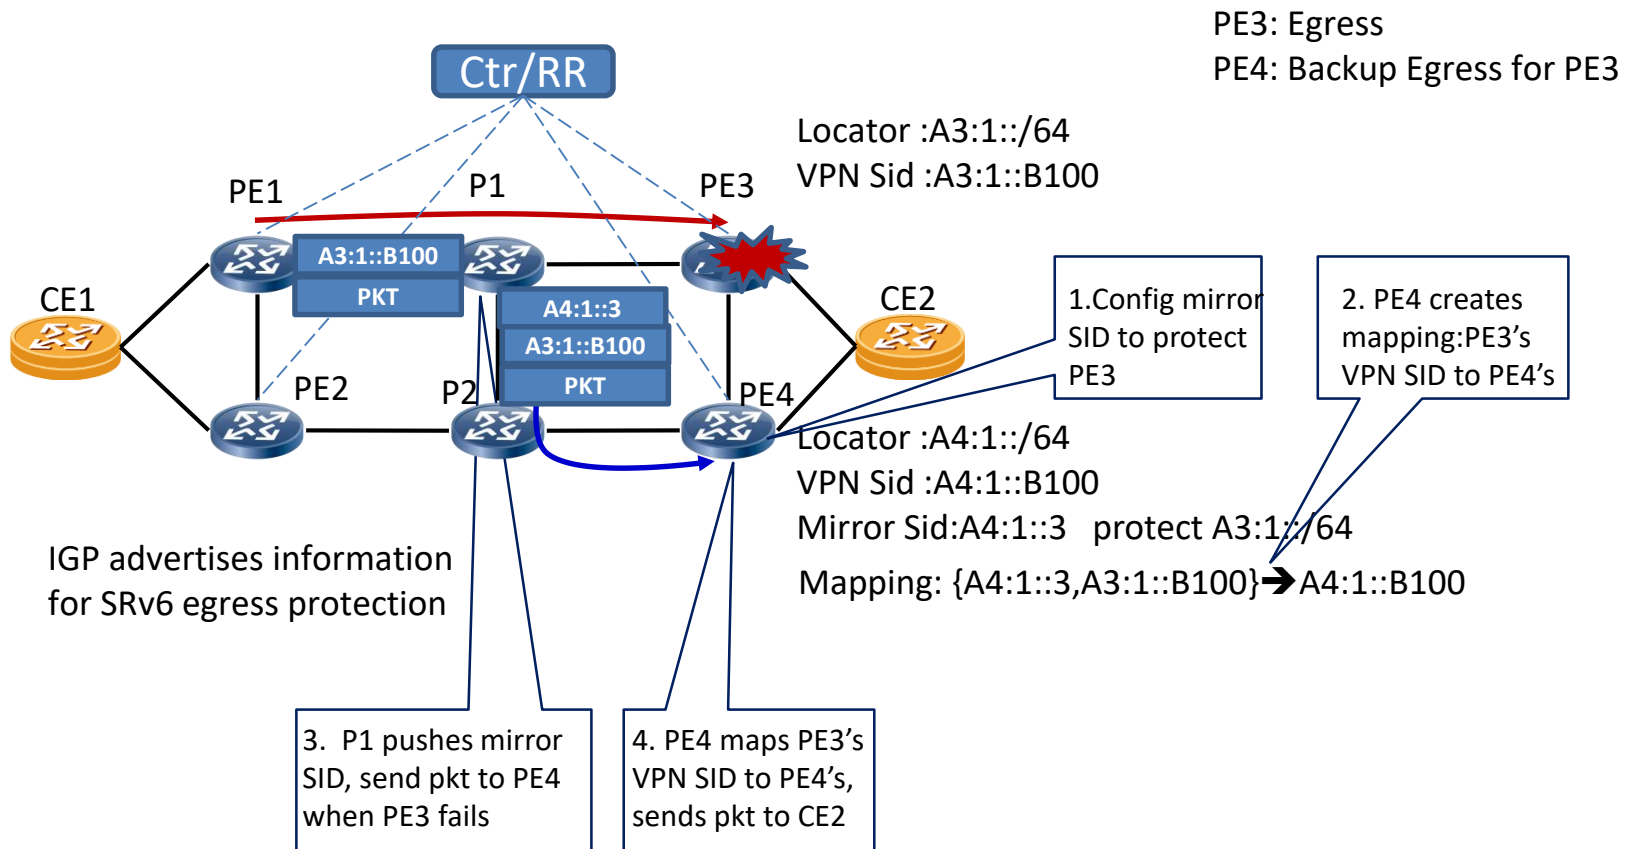 PE3: Egress
PE4: Backup Egress for PE3
Ctr/RR
Locator :A3:1::/64
VPN Sid :A3:1::B100
PE1
P1
PE3
A3:1::B100
PKT
CE1
A4:1::3
A3:1::B100
PKT
CE2
1.Config mirror
SID to protect
PE3
2. PE4 creates
mapping:PE3's
VPN SID to PE4's
PE2
P2
PE4
Locator :A4:1::/64
VPN Sid :A4:1::B100
Mirror Sid:A4:1::3 protect A3:1::/64
Mapping: {A4:1::3,A3:1::B100}➔A4:1::B100
IGP advertises information
for SRv6 egress protection
3. P1 pushes mirror
SID, send pkt to PE4
when PE3 fails
4. PE4 maps PE3's
VPN SID to PE4's,
sends pkt to CE2